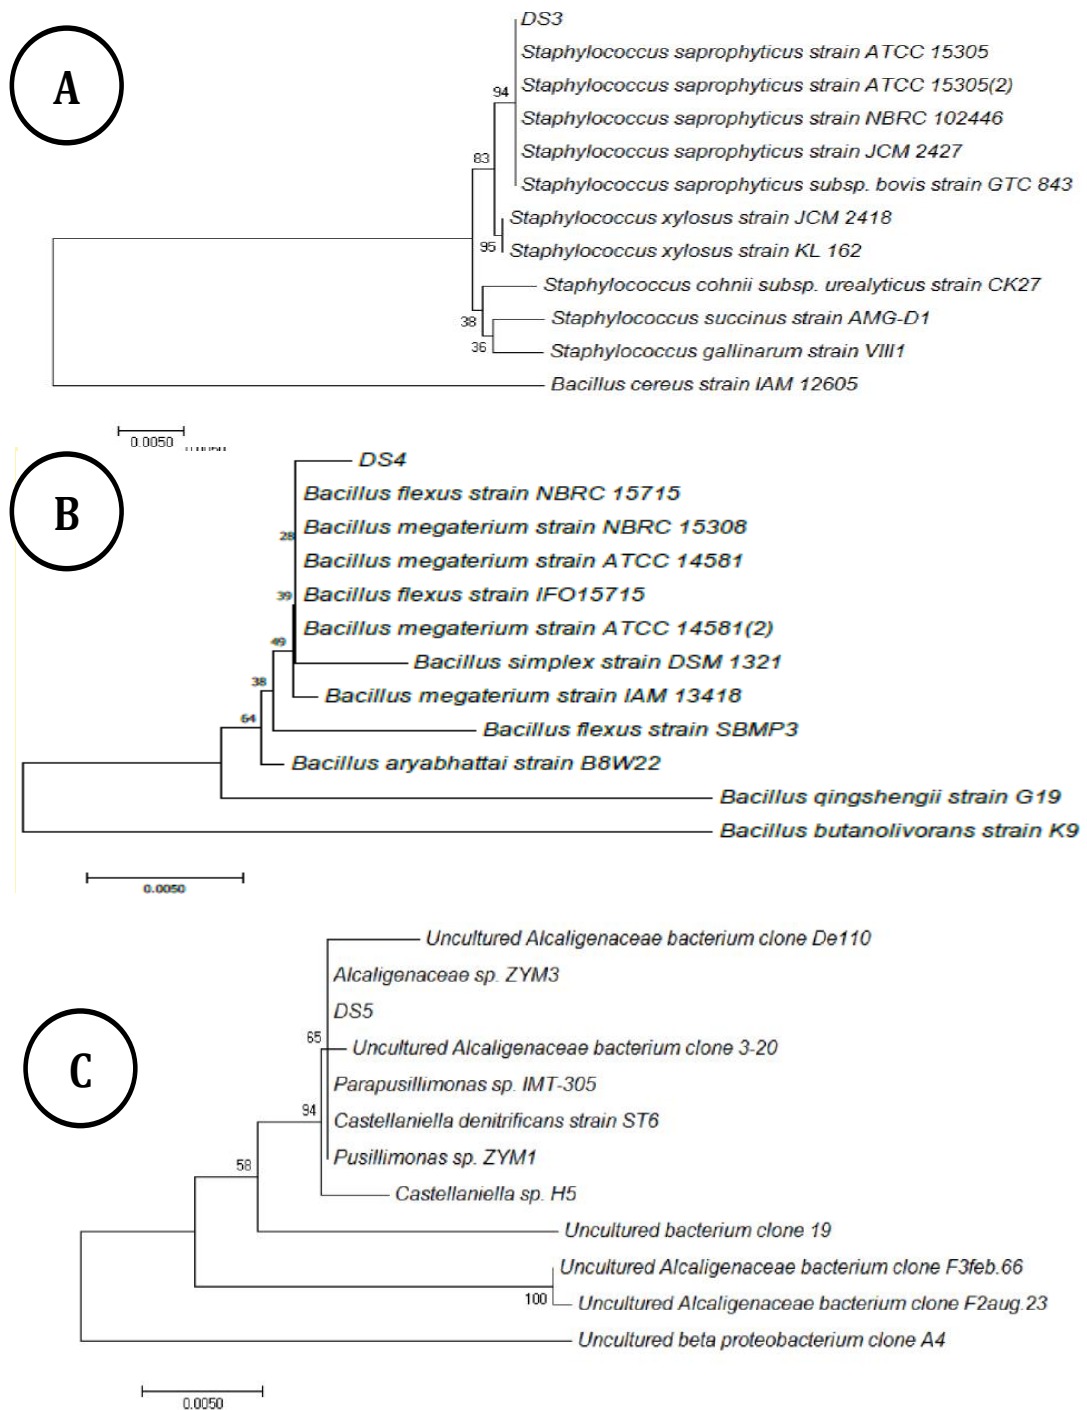 A
DS3
Staphylococcus saprophyticus strain ATCC 15305
Staphylococcus saprophyticus strain ATCC 15305(2)
94
Staphylococcus saprophyticus strain NBRC 102446
Staphylococcus saprophyticus strain JCM 2427
83
Staphylococcus saprophyticus subsp. bovis strain GTC 843
Staphylococcus xylosus strain JCM 2418
95
Staphylococcus xylosus strain KL 162
Staphylococcus cohnii subsp. urealyticus strain CK27
38
Staphylococcus succinus strain AMG-D1
36
Staphylococcus gallinarum strain VIII1
Bacillus cereus strain IAM 12605
0.0050
B
DS4
Bacillus flexus strain NBRC 15715
Bacillus megaterium strain NBRC 15308
28
Bacillus megaterium strain ATCC 14581
39
Bacillus flexus strain IFO15715
Bacillus megaterium strain ATCC 14581(2)
49
Bacillus simplex strain DSM 1321
38
Bacillus megaterium strain IAM 13418
64
Bacillus flexus strain SBMP3
Bacillus aryabhattai strain B8W22
Bacillus qingshengii strain G19
Bacillus butanolivorans strain K9
0.0050
C
Uncultured Alcaligenaceae bacterium clone De110
Alcaligenaceae sp. ZYM3
DS5
65
Uncultured Alcaligenaceae bacterium clone 3-20
Parapusillimonas sp. IMT-305
94
Castellaniella denitrificans strain ST6
Pusillimonas sp. ZYM1
58
Castellaniella sp. H5
Uncultured bacterium clone 19
Uncultured Alcaligenaceae bacterium clone F3feb.66
100
Uncultured Alcaligenaceae bacterium clone F2aug.23
Uncultured beta proteobacterium clone A4
0.0050